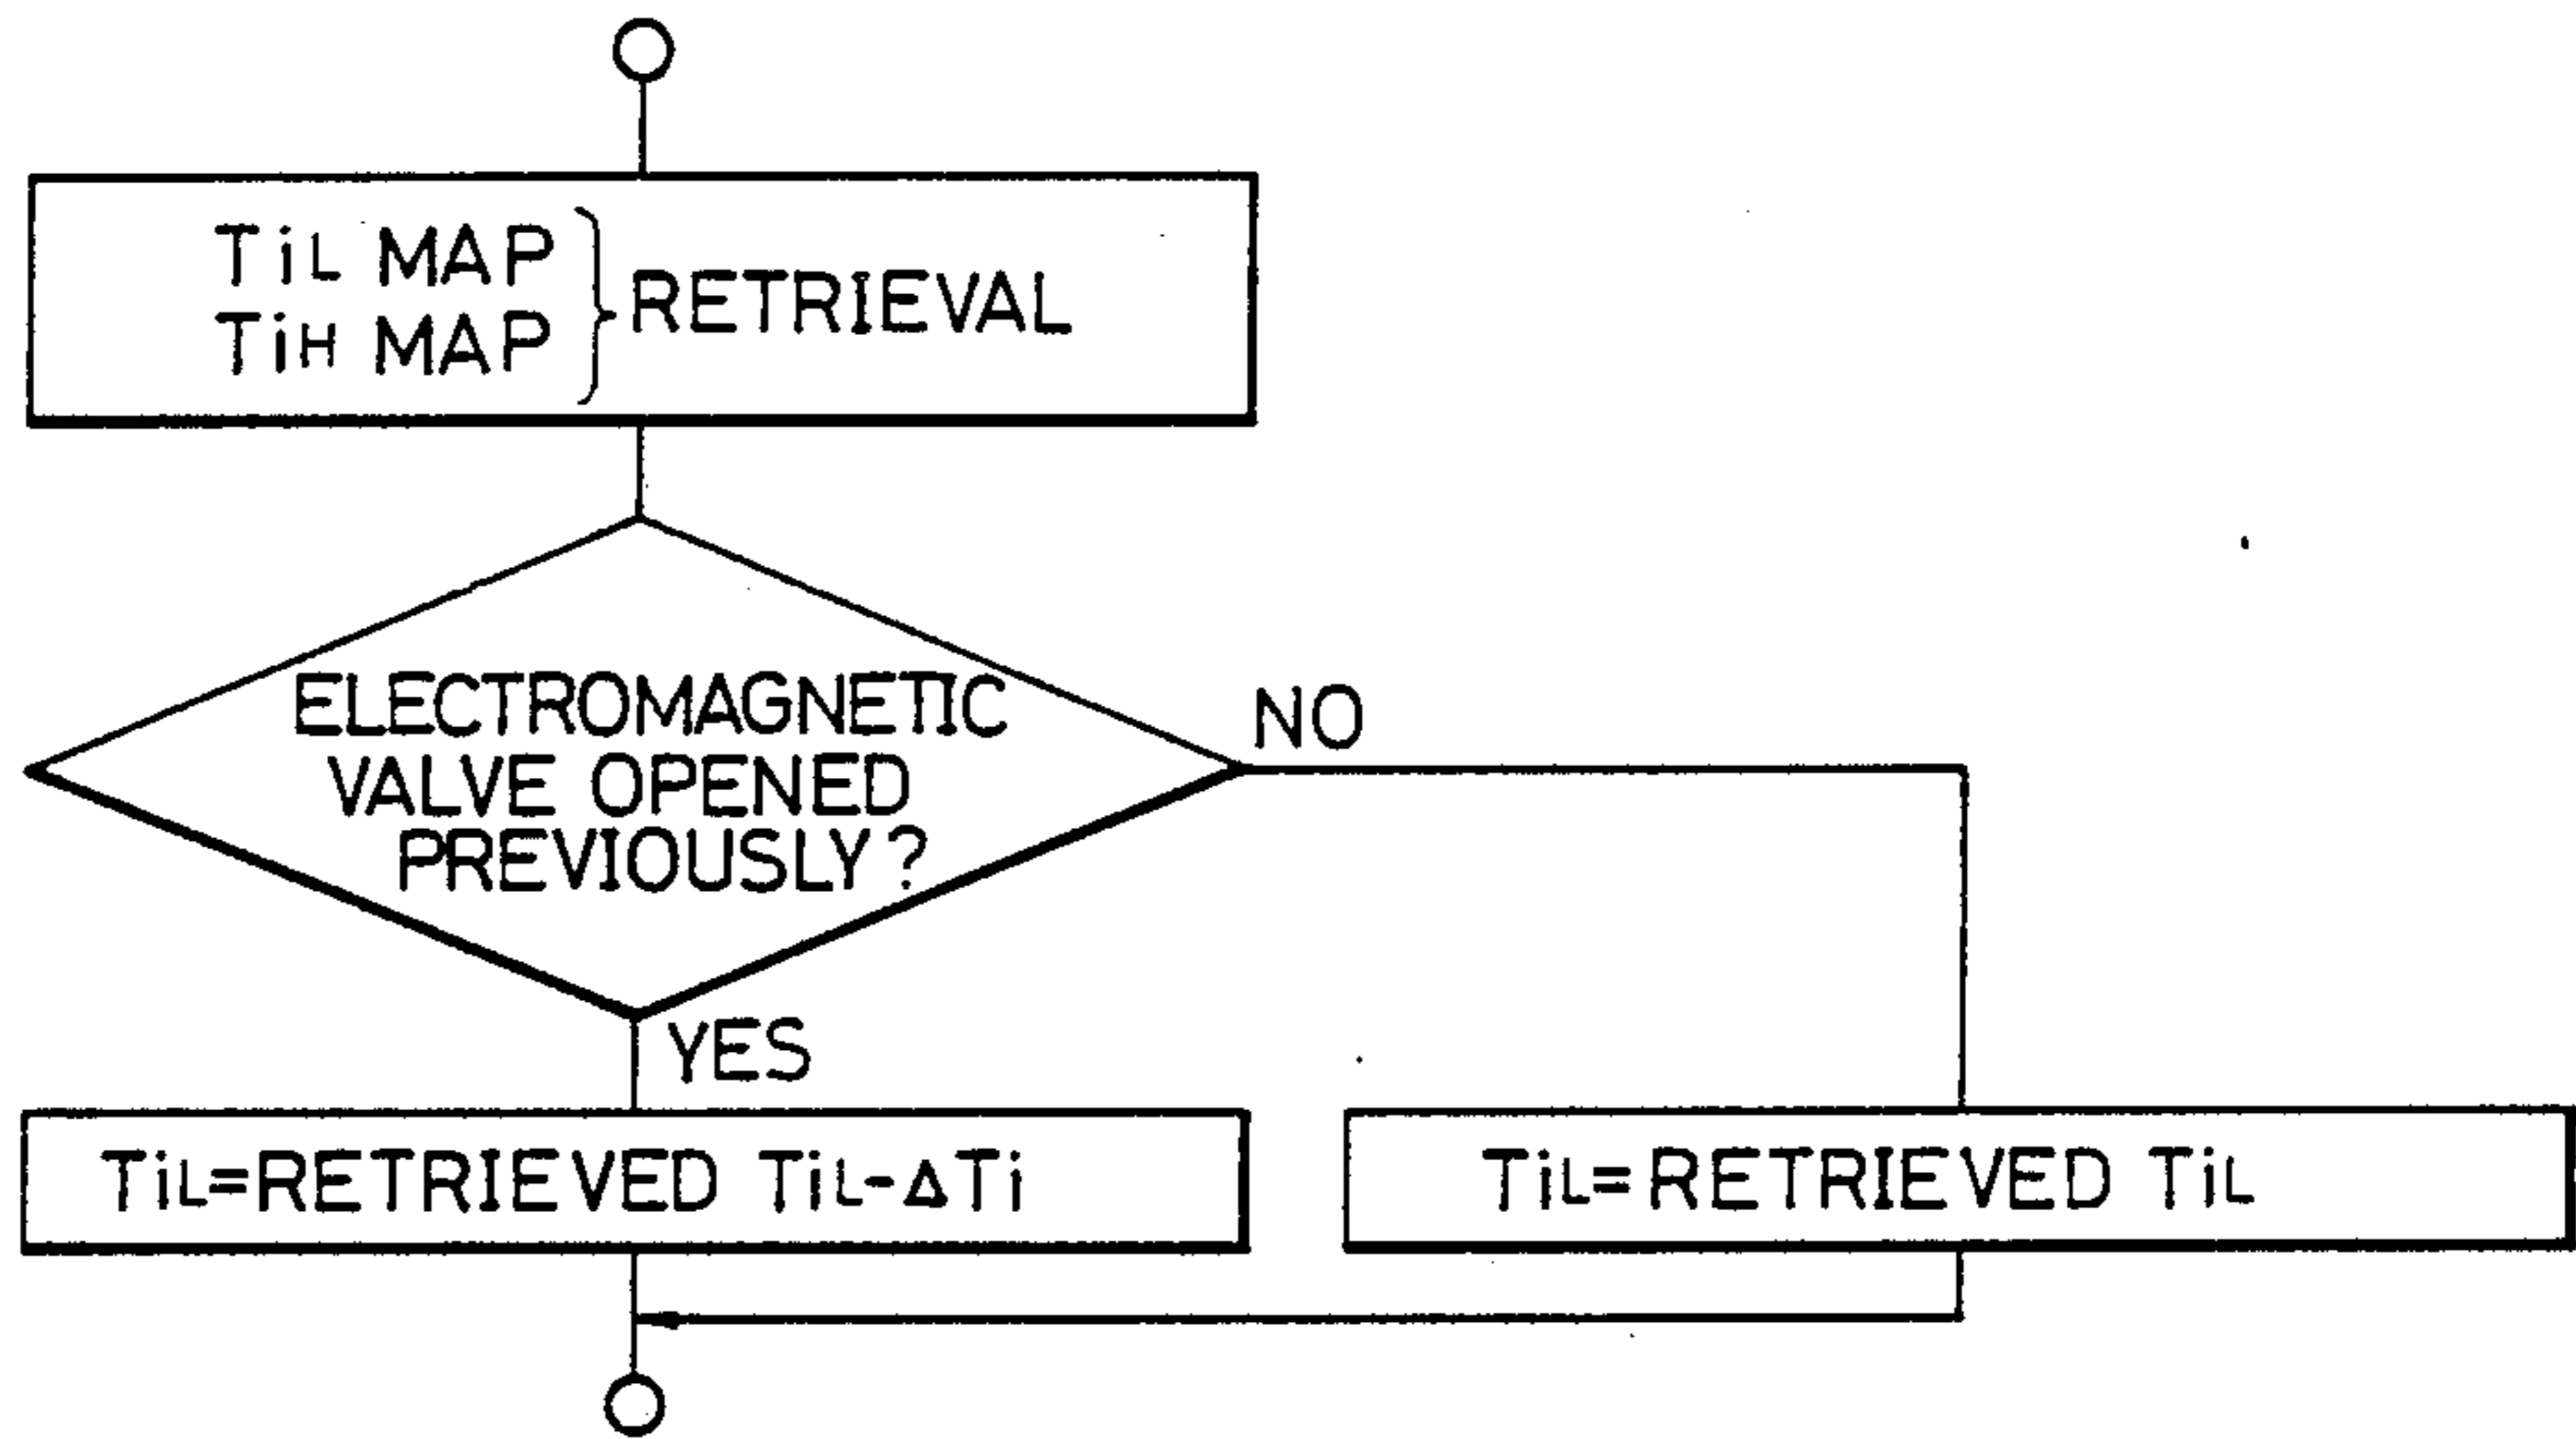 TiL MAP
TiH MAP
RETRIEVAL
ELECTROMAGNETIC
VALVE OPENED
PREVIOUSLY?
NO
YES
TiL=RETRIEVED TiL-ΔTi
TiL=RETRIEVED TiL